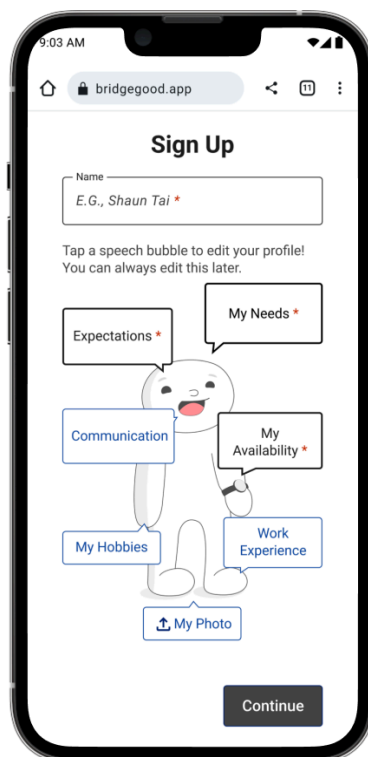 9:03 AM
bridgegood.app
11
Sign Up
Name
E.G., Shaun Tai *
Tap a speech bubble to edit your profile!
You can always edit this later.
My Needs *
Expectations *
Communication
My
Availability *
My Hobbies
Work
Experience
My Photo
Continue